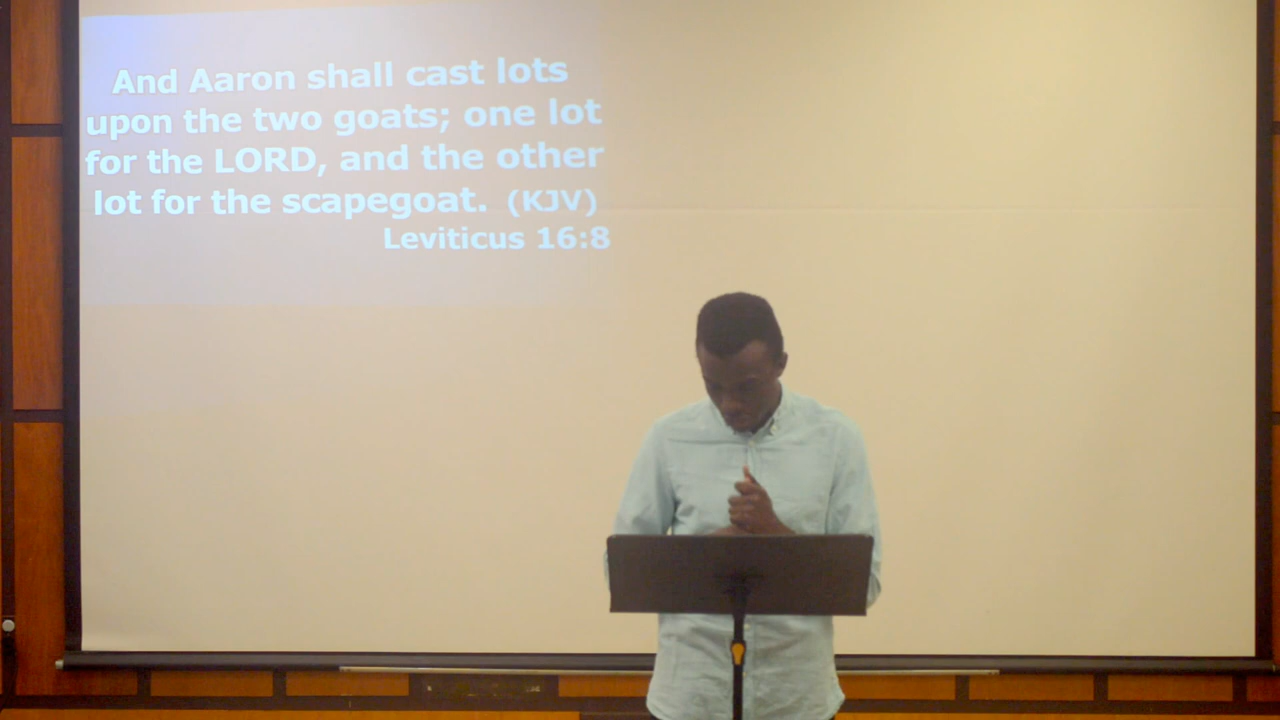 And Aaron shall cast lots
upon the two goats; one lot
for the LORD, and the other
lot for the scapegoat. (KJV)
Leviticus 16:8